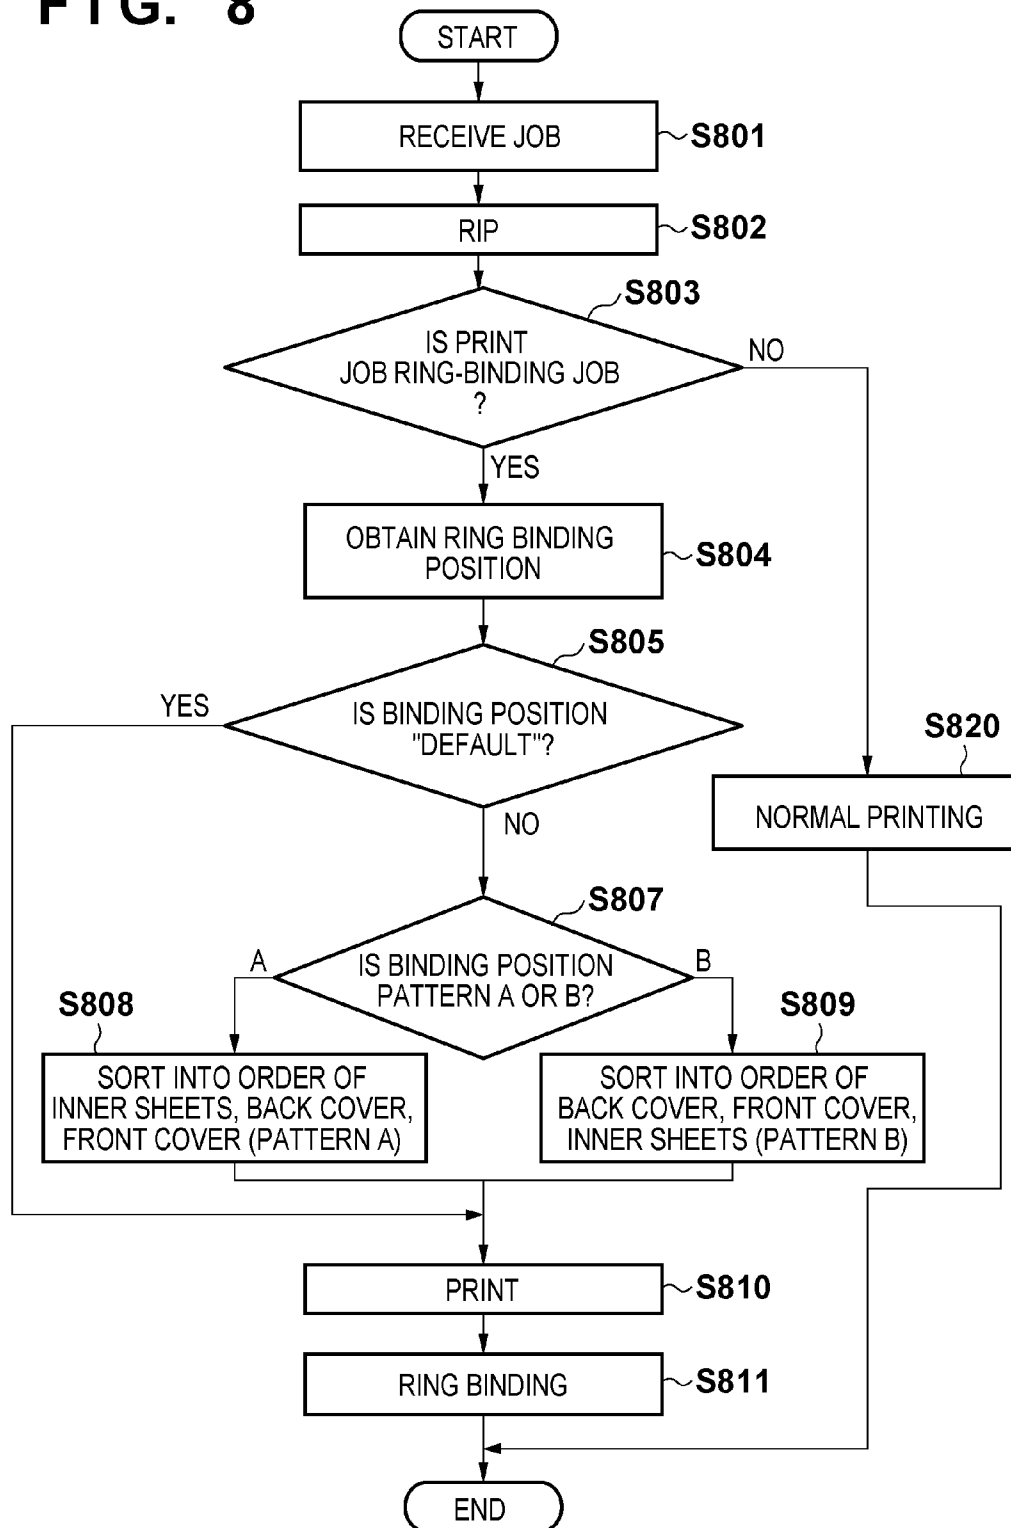 FIG. 8
START
RECEIVE JOB
S801
RIP
S802
S803
IS PRINT
JOB RING-BINDING JOB
?
NO
YES
OBTAIN RING BINDING
POSITION
S804
S805
YES
IS BINDING POSITION
"DEFAULT"?
S820
NORMAL PRINTING
NO
S807
A
IS BINDING POSITION
PATTERN A OR B?
B
S808
SORT INTO ORDER OF
INNER SHEETS, BACK COVER,
FRONT COVER (PATTERN A)
S809
SORT INTO ORDER OF
BACK COVER, FRONT COVER,
INNER SHEETS (PATTERN B)
PRINT
S810
RING BINDING
S811
END